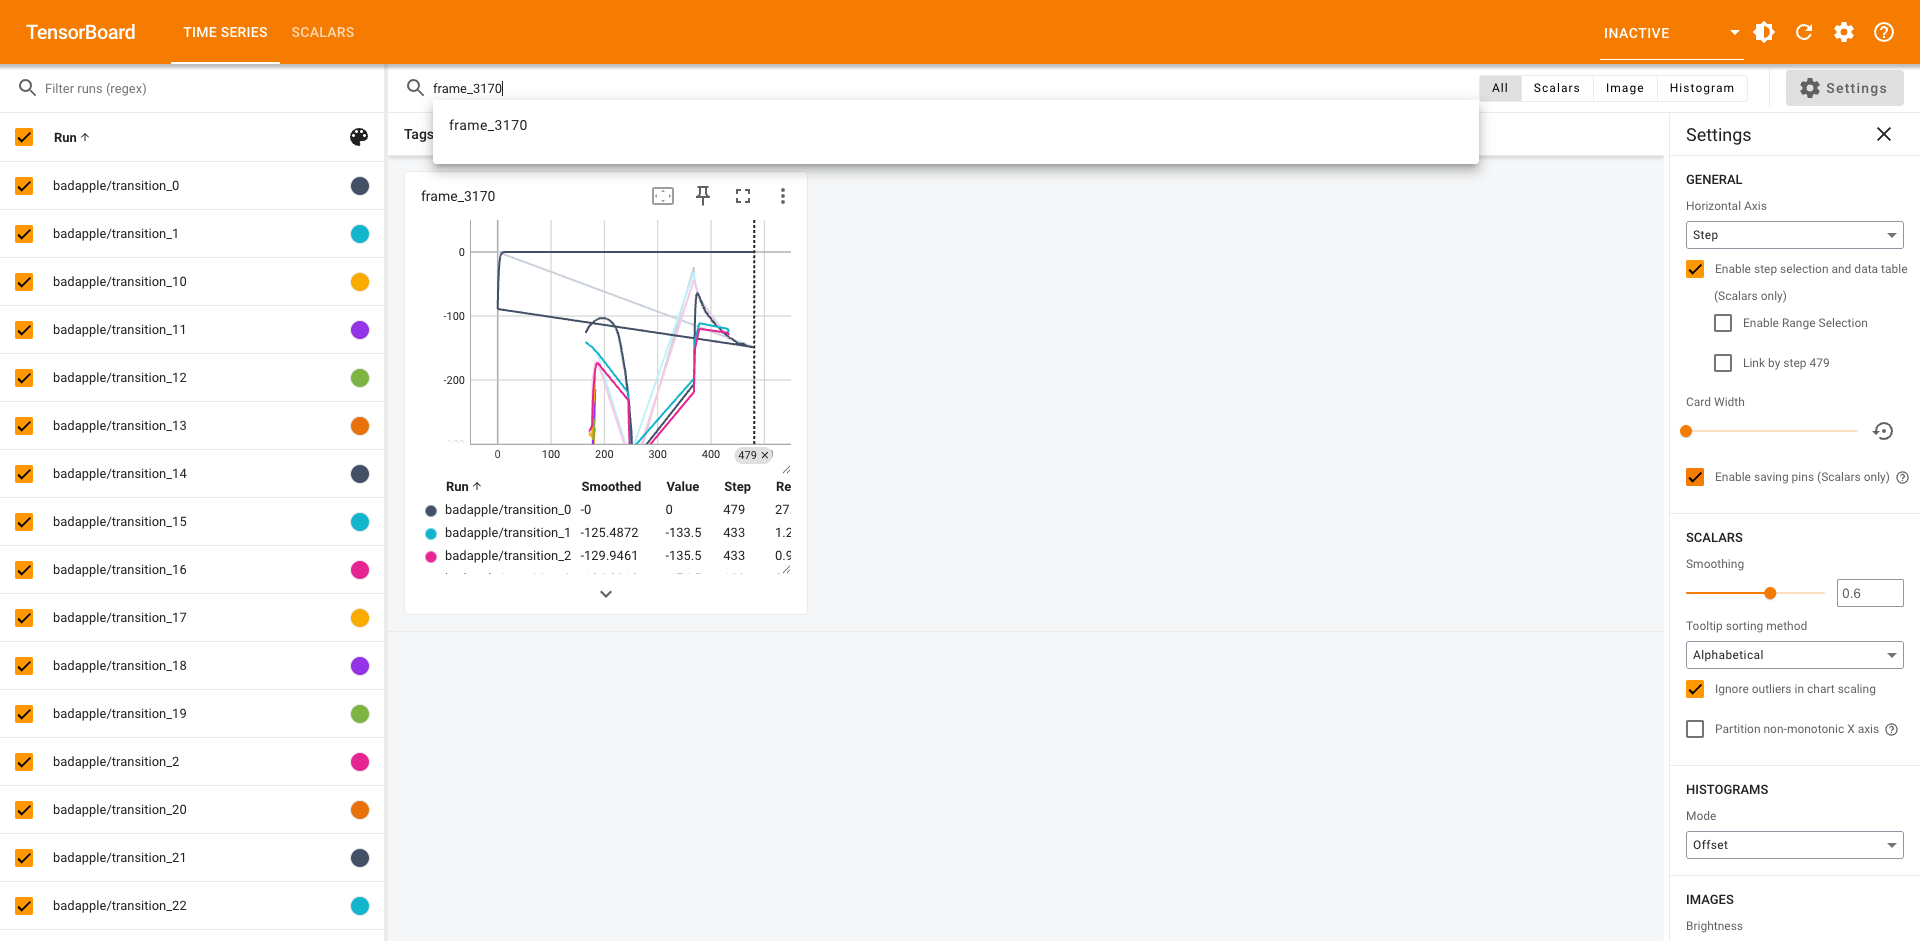 TensorBoard
TIME SERIES
SCALARS
INACTIVE
Filter runs (regex)
frame_3170
All
Scalars
Image
Histogram
Settings
frame_3170
Run
Tags
Settings
badapple/transition_0
badapple/transition_1
badapple/transition_10
badapple/transition_11
badapple/transition_12
badapple/transition_13
badapple/transition_14
badapple/transition_15
badapple/transition_16
badapple/transition_17
badapple/transition_18
badapple/transition_19
badapple/transition_2
badapple/transition_20
badapple/transition_21
badapple/transition_22
frame_3170
0
-100
-200
0
100
200
300
400
479
Run Smoothed Value Step Re
badapple/transition_0 -0 0 479 27.
badapple/transition_1 -125.4872 -133.5 433 1.2
badapple/transition_2 -129.9461 -135.5 433 0.9
GENERAL
Horizontal Axis
Step
Enable step selection and data table
(Scalars only)
Enable Range Selection
Link by step 479
Card Width
Enable saving pins (Scalars only)
SCALARS
Smoothing
0.6
Tooltip sorting method
Alphabetical
Ignore outliers in chart scaling
Partition non-monotonic X axis
HISTOGRAMS
Mode
Offset
IMAGES
Brightness